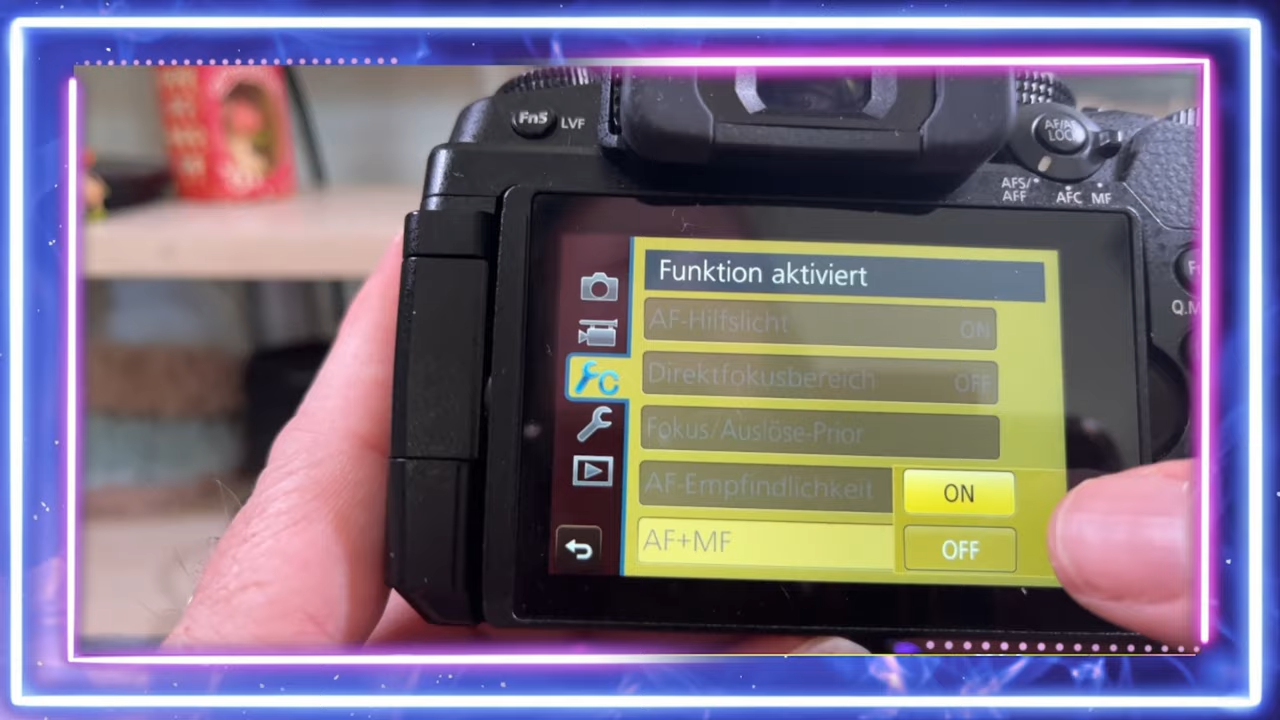 Fn5 LVF
AF/AF
LOCK
AFS/
AFF
AFC MF
Funktion aktiviert
AF-Hilfslicht ON
Direktfokusbereich OFF
Fokus/Auslöse-Prior
AF-Empfindlichkeit
ON
AF+MF
OFF
C
Q.M